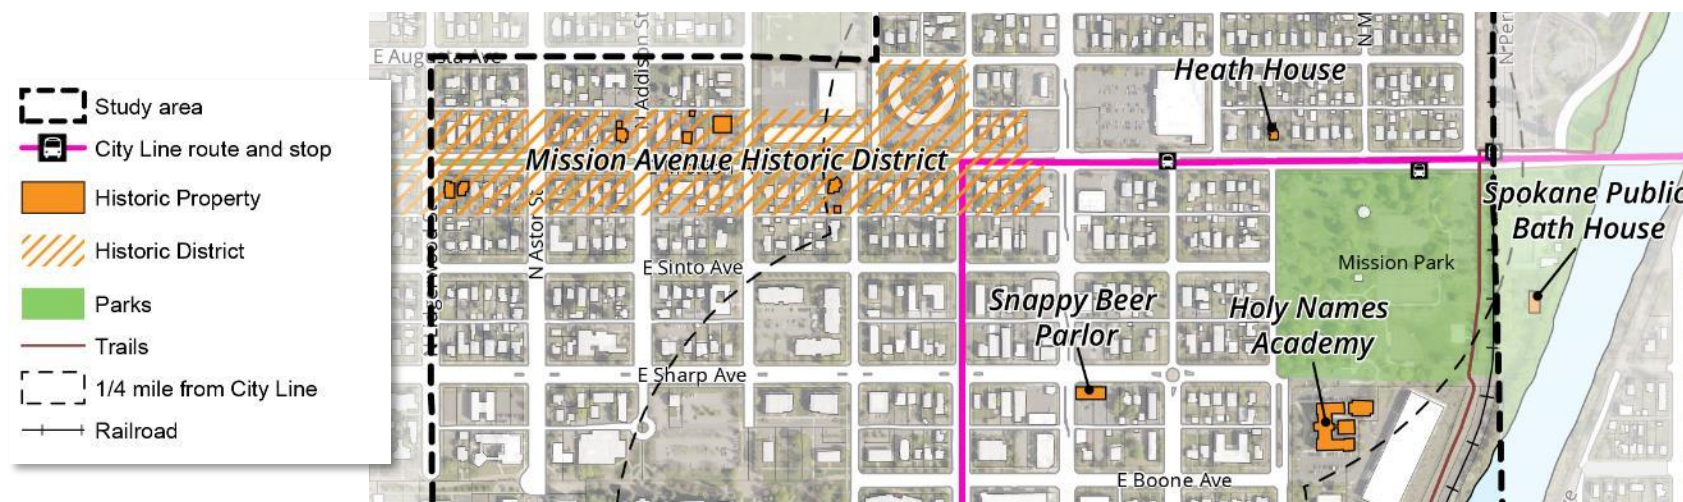 Study area
City Line route and stop
Historic Property
Historic District
Parks
Trails
1/4 mile from City Line
Railroad
E Augusta Ave
N Addison St
Heath House
Mission Avenue Historic District
N Astor St
E Sinto Ave
Spokane Public
Bath House
Mission Park
Snappy Beer
Parlor
Holy Names
Academy
E Sharp Ave
E Boone Ave